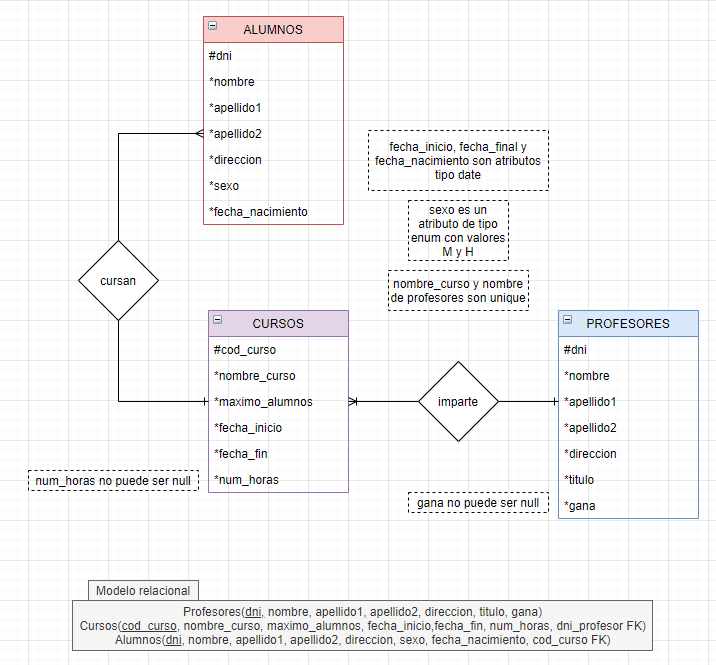 ALUMNOS
#dni
*nombre
*apellido1
*apellido2
*direccion
*sexo
*fecha_nacimiento
fecha_inicio, fecha_final y
fecha_nacimiento son atributos
tipo date
sexo es un
atributo de tipo
enum con valores
M y H
nombre_curso y nombre
de profesores son unique
cursan
CURSOS
#cod_curso
*nombre_curso
*maximo_alumnos
*fecha_inicio
*fecha_fin
*num_horas
imparte
PROFESORES
#dni
*nombre
*apellido1
*apellido2
*direccion
*titulo
*gana
num_horas no puede ser null
gana no puede ser null
Modelo relacional
Profesores(dni, nombre, apellido1, apellido2, direccion, titulo, gana)
Cursos(cod_curso, nombre_curso, maximo_alumnos, fecha_inicio,fecha_fin, num_horas, dni_profesor FK)
Alumnos(dni, nombre, apellido1, apellido2, direccion, sexo, fecha_nacimiento, cod_curso FK)